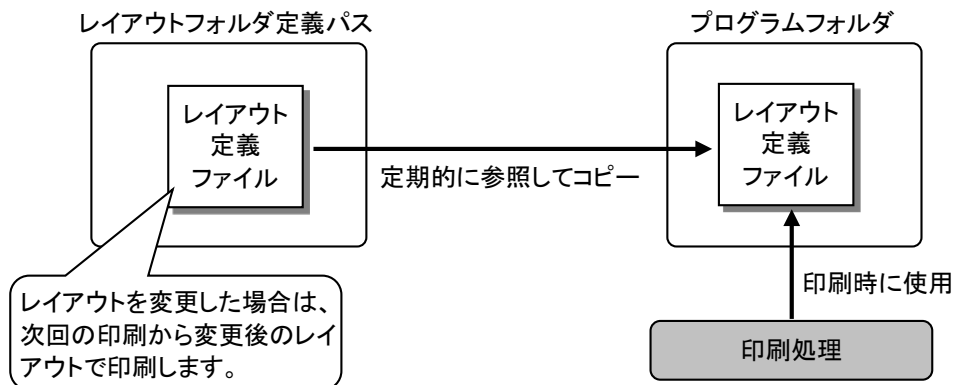 レイアウトフォルダ定義パス
プログラムフォルダ
レイアウト
定義
ファイル
定期的に参照してコピー
レイアウト
定義
ファイル
レイアウトを変更した場合は、
次回の印刷から変更後のレイ
アウトで印刷します。
印刷時に使用
印刷処理